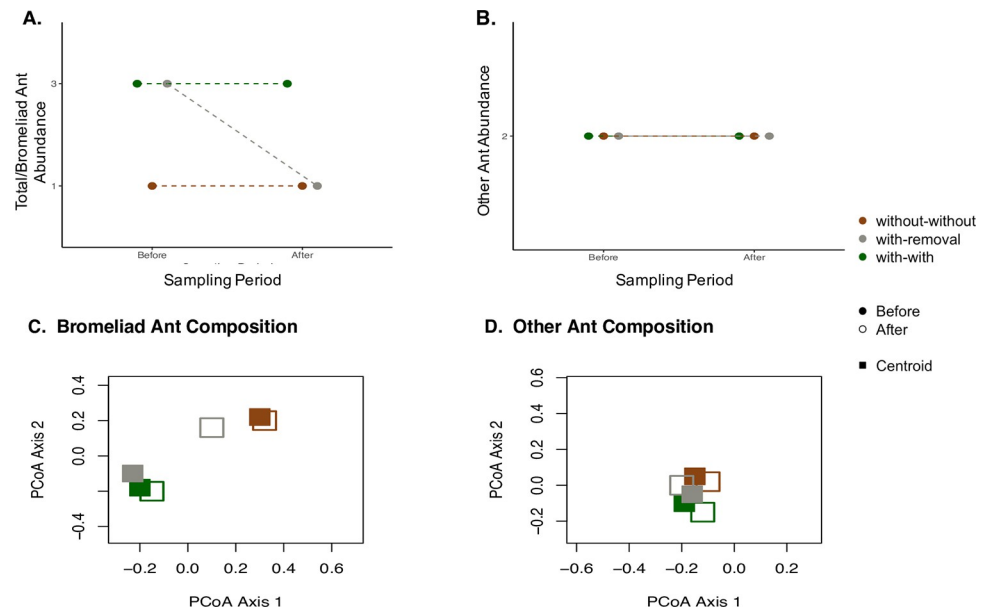 A.
Total/Bromeliad Ant
Abundance
3
1
Before
After
Sampling Period
B.
Other Ant Abundance
2
Before
After
Sampling Period
without-without
with-removal
with-with
Before
After
Centroid
C. Bromeliad Ant Composition
PCoA Axis 2
0.4
0.2
0.0
−0.4
−0.2 0.0 0.2 0.4 0.6
PCoA Axis 1
D. Other Ant Composition
PCoA Axis 2
0.6
0.4
0.2
0.0
−0.2
−0.6 −0.4 −0.2 0.0 0.2
PCoA Axis 1